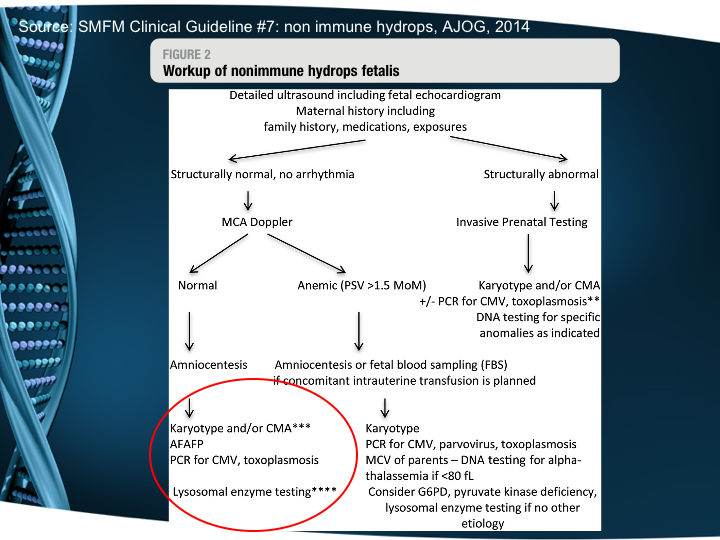 Source: SMFM Clinical Guideline #7: non immune hydrops, AJOG, 2014
FIGURE 2
Workup of nonimmune hydrops fetalis
Detailed ultrasound including fetal echocardiogram
Maternal history including
family history, medications, exposures
Structurally normal, no arrhythmia
Structurally abnormal
MCA Doppler
Invasive Prenatal Testing
Normal
Anemic (PSV >1.5 MoM)
Karyotype and/or CMA
+/- PCR for CMV, toxoplasmosis**
DNA testing for specific
anomalies as indicated
Amniocentesis
Amniocentesis or fetal blood sampling (FBS)
if concomitant intrauterine transfusion is planned
Karyotype and/or CMA***
AFAFP
PCR for CMV, toxoplasmosis
Lysosomal enzyme testing****
Karyotype
PCR for CMV, parvovirus, toxoplasmosis
MCV of parents – DNA testing for alpha-
thalassemia if <80 fL
Consider G6PD, pyruvate kinase deficiency,
lysosomal enzyme testing if no other
etiology